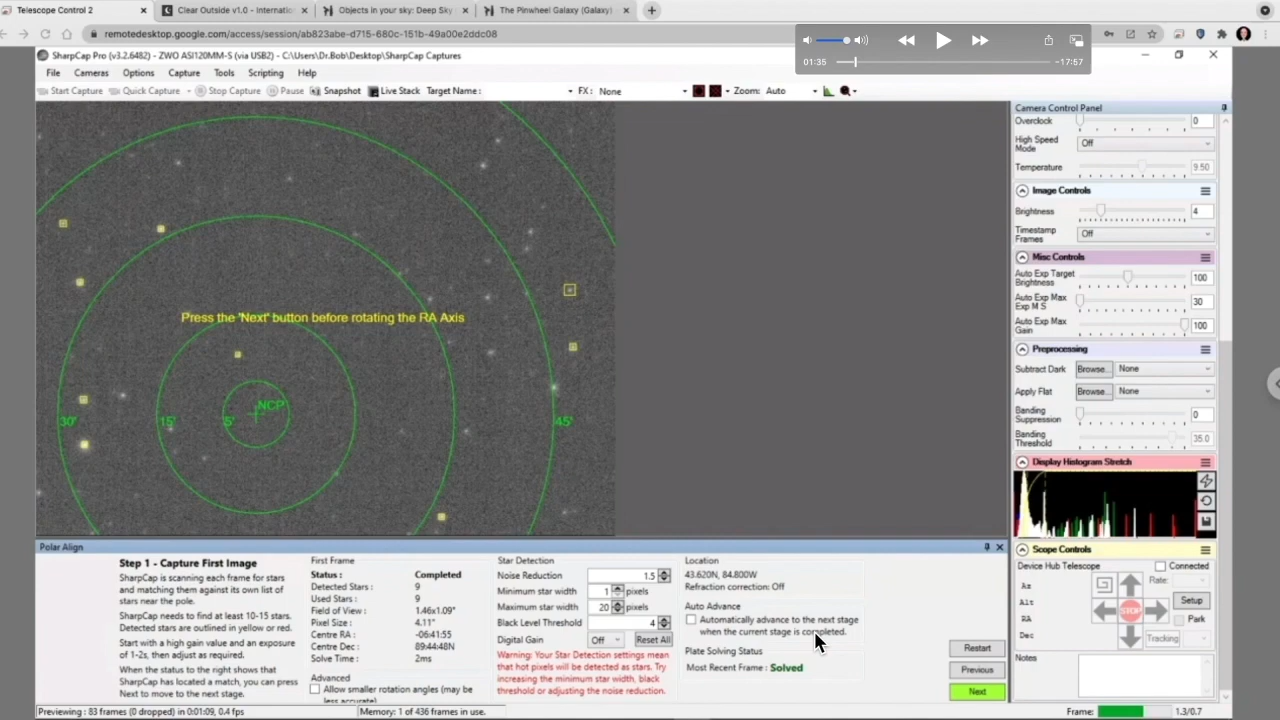 Telescope Control 2
Clear Outside v1.0 - Internatio
Objects in your sky: Deep Sky
The Pinwheel Galaxy (Galaxy)
remotedesktop.google.com/access/session/ab823abe-d715-680c-151b-49a00e2ddc08
01:35
-17:57
SharpCap Pro (v3.2.6482) - ZWO ASI120MM-S (via USB2) - C:\Users\Dr.Bob\Desktop\SharpCap Captures
File Cameras Options Capture Tools Scripting Help
Start Capture Quick Capture Stop Capture Pause Snapshot Live Stack Target Name : FX : None Zoom: Auto
Press the 'Next' button before rotating the RA Axis
NCP
30' 15' 5' 45'
Camera Control Panel
Overclock 0
High Speed
Mode
Off
Temperature 9.50
Image Controls
Brightness 4
Timestamp
Frames
Off
Misc Controls
Auto Exp Target
Brightness
100
Auto Exp Max
Exp M S
30
Auto Exp Max
Gain
100
Preprocessing
Subtract Dark Browse... None
Apply Flat Browse... None
Banding
Suppression
0
Banding
Threshold
35.0
Display Histogram Stretch
Scope Controls
Device Hub Telescope Connected
Az
Alt
RA
Dec
Rate:
STOP
Setup
Park
Tracking
Notes
Polar Align
Step 1 - Capture First Image
SharpCap is scanning each frame for stars
and matching them against its own list of
stars near the pole.
SharpCap needs to find at least 10-15 stars.
Detected stars are outlined in yellow or red.
Start with a high gain value and an exposure
of 1-2s, then adjust as required.
When the status to the right shows that
SharpCap has located a match, you can press
Next to move to the next stage.
First Frame
Status : Completed
Detected Stars : 9
Used Stars : 9
Field of View : 1.46x1.09°
Pixel Size : 4.11"
Centre RA : -06:41:55
Centre Dec : 89:44:48N
Solve Time : 2ms
Advanced
Allow smaller rotation angles (may be
less accurate)
Star Detection
Noise Reduction 1.5
Minimum star width 1 pixels
Maximum star width 20 pixels
Black Level Threshold 4
Digital Gain Off Reset All
Warning: Your Star Detection settings mean
that hot pixels will be detected as stars. Try
increasing the minimum star width, black
threshold or adjusting the noise reduction.
Location
43.620N, 84.800W
Refraction correction: Off
Auto Advance
Automatically advance to the next stage
when the current stage is completed.
Plate Solving Status
Most Recent Frame : Solved
Restart
Previous
Next
Previewing : 83 frames (0 dropped) in 0:01:09, 0.4 fps
Memory: 1 of 436 frames in use.
Frame: 1.3/0.7